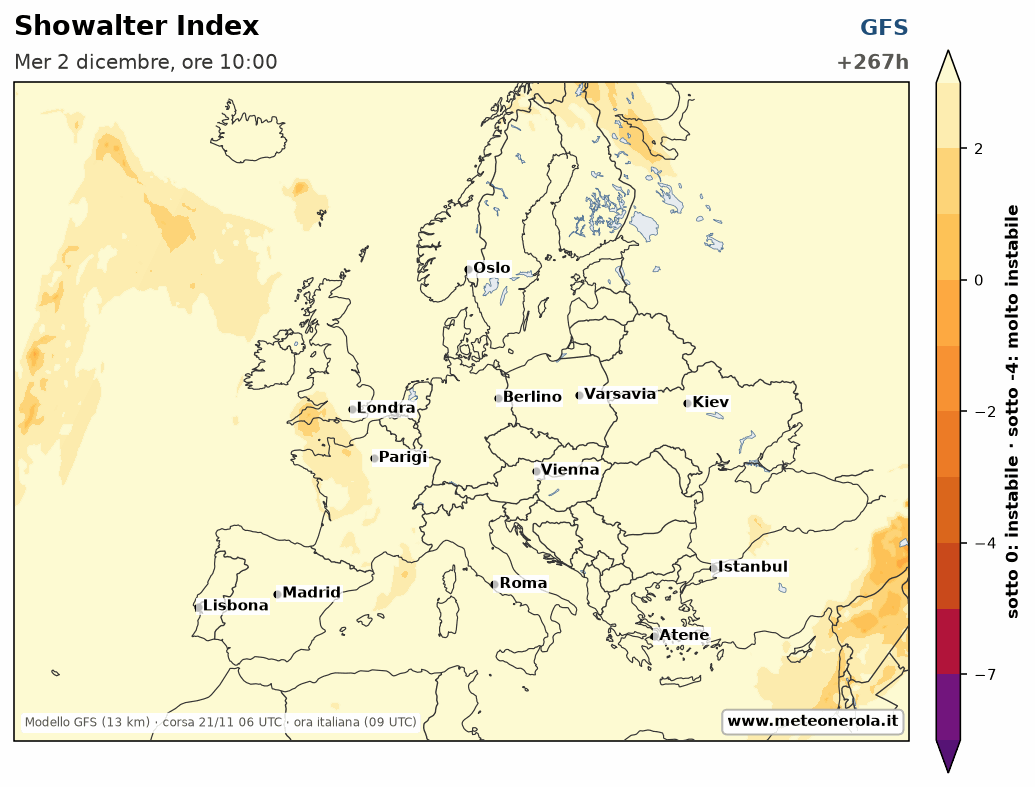 Showalter Index
GFS
Mer 2 dicembre, ore 10:00
+267h
2
0
−2
−4
−7
sotto 0: instabile · sotto -4: molto instabile
Oslo
Londra
Berlino
Varsavia
Kiev
Parigi
Vienna
Istanbul
Roma
Madrid
Lisbona
Atene
Modello GFS (13 km) · corsa 21/11 06 UTC · ora italiana (09 UTC)
www.meteonerola.it